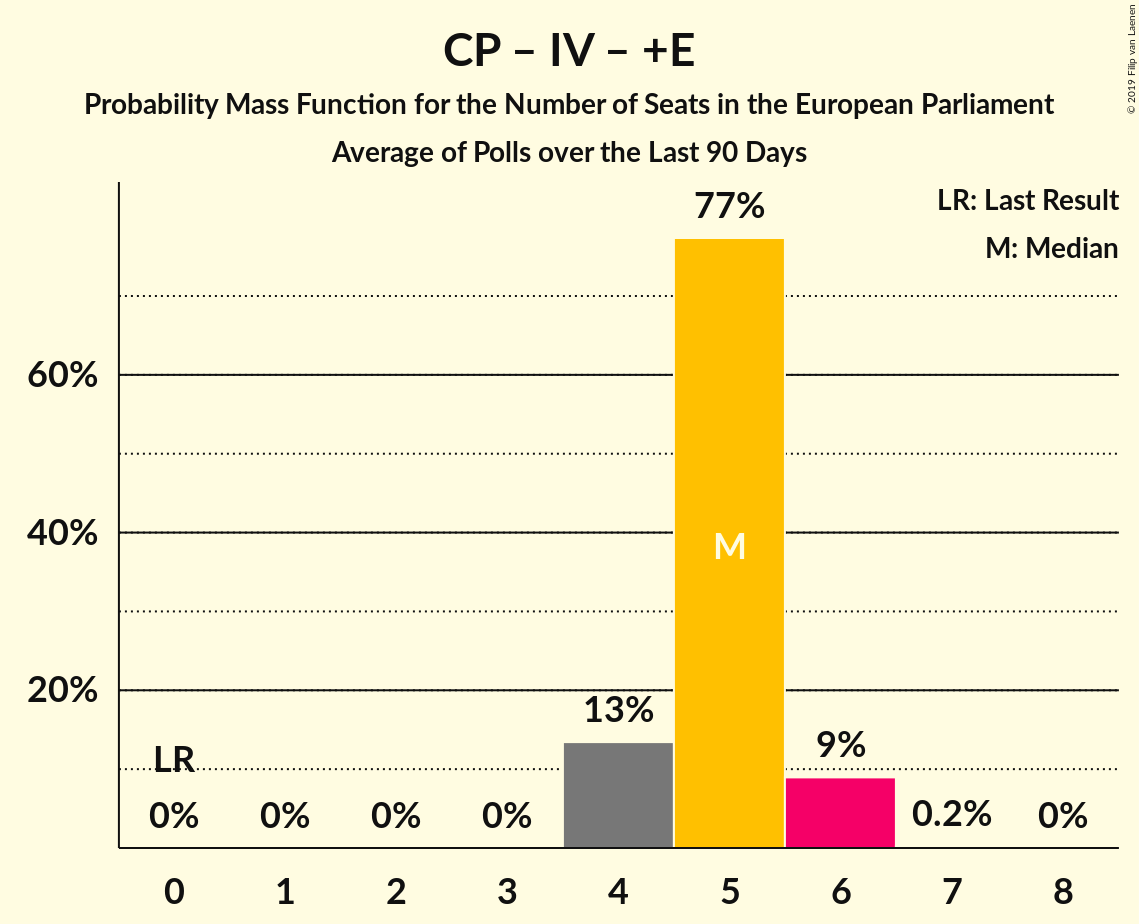 CP – IV – +E
Probability Mass Function for the Number of Seats in the European Parliament
Average of Polls over the Last 90 Days
© 2019 Filip van Laenen
LR: Last Result
M: Median
77%
60%
40%
M
20%
13%
9%
LR
0% 0% 0% 0% 0.2% 0%
0 1 2 3 4 5 6 7 8